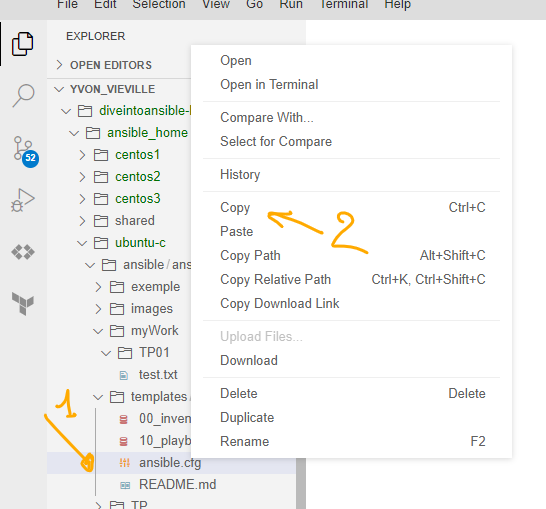 File Edit Selection View Go Run Terminal Help
EXPLORER
OPEN EDITORS
YVON_VIEVILLE
diveintoansible-l
ansible_home
centos1
centos2
centos3
shared
ubuntu-c
ansible / ans
exemple
images
myWork
TP01
test.txt
templates
00_inven
10_playb
ansible.cfg
README.md
TP
52
Open
Open in Terminal
Compare With...
Select for Compare
History
Copy Ctrl+C
Paste
Copy Path Alt+Shift+C
Copy Relative Path Ctrl+K, Ctrl+Shift+C
Copy Download Link
Upload Files...
Download
Delete Delete
Duplicate
Rename F2
1
2